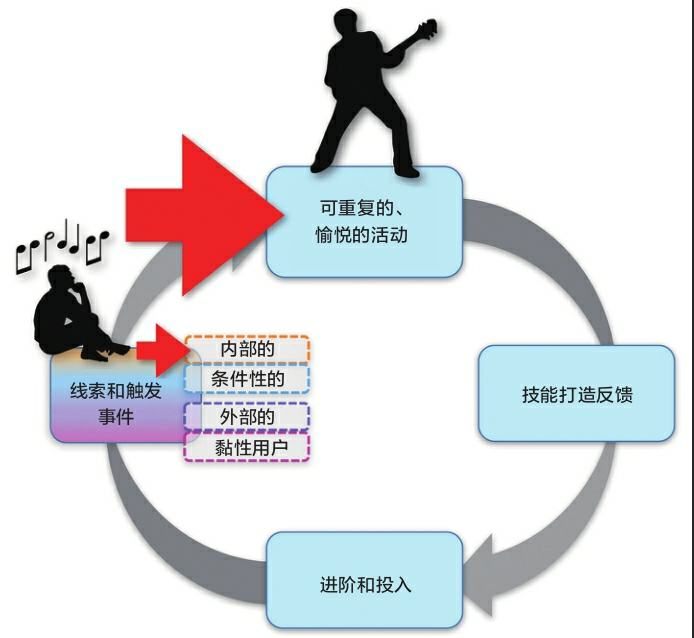 可重复的、
愉悦的活动
内部的
条件性的
线索和触发
事件
外部的
黏性用户
技能打造反馈
进阶和投入